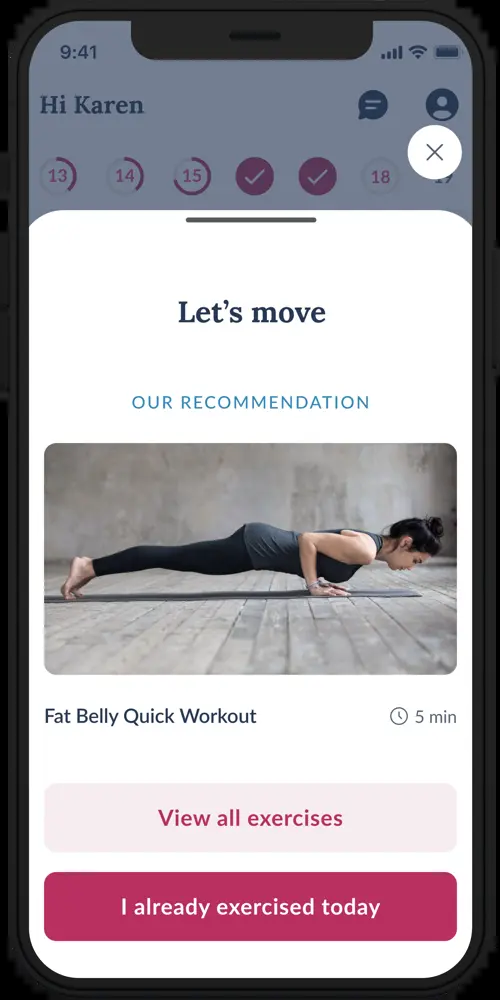 9:41
Hi Karen
13 14 15 18
Let's move
OUR RECOMMENDATION
Fat Belly Quick Workout 5 min
View all exercises
I already exercised today